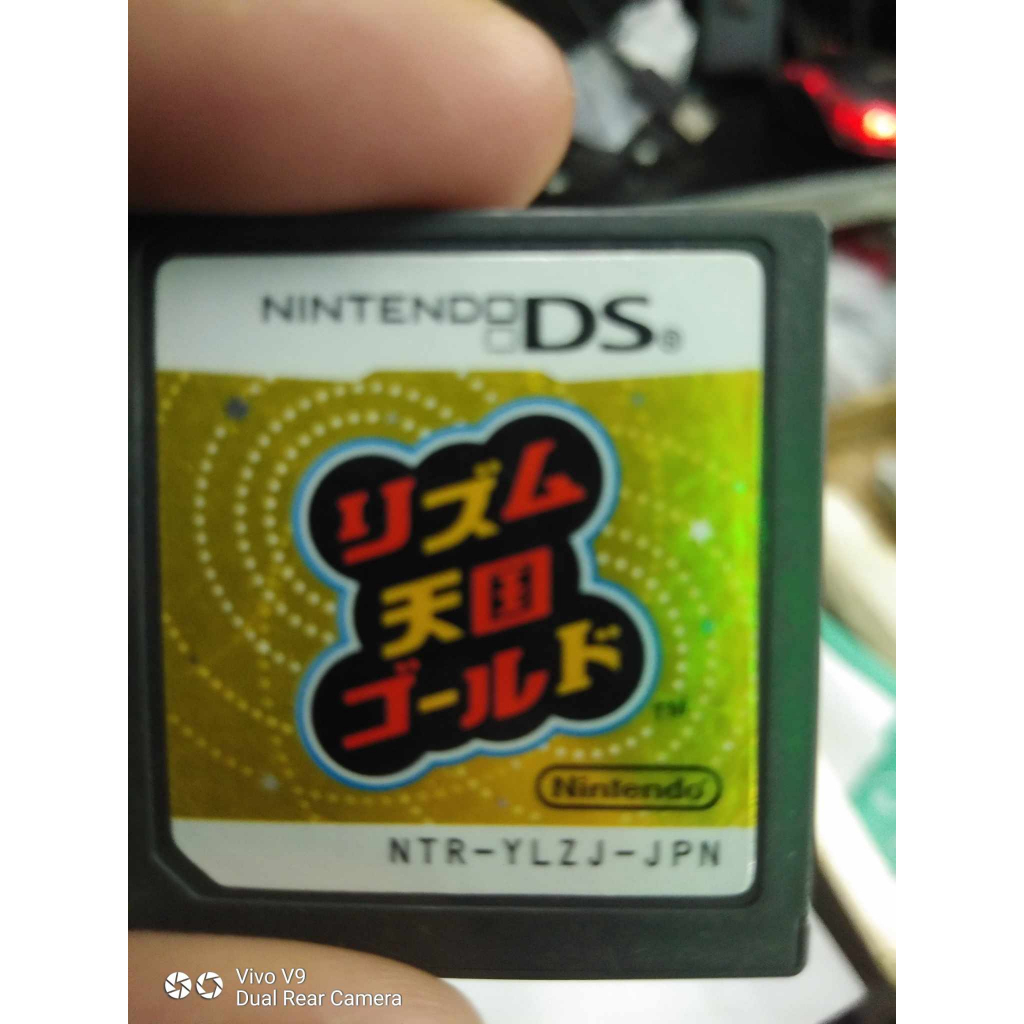 NINTENDO DS®
リズム
天国
ゴールド
TM
Nintendo
NTR-YLZJ-JPN
Vivo V9
Dual Rear Camera